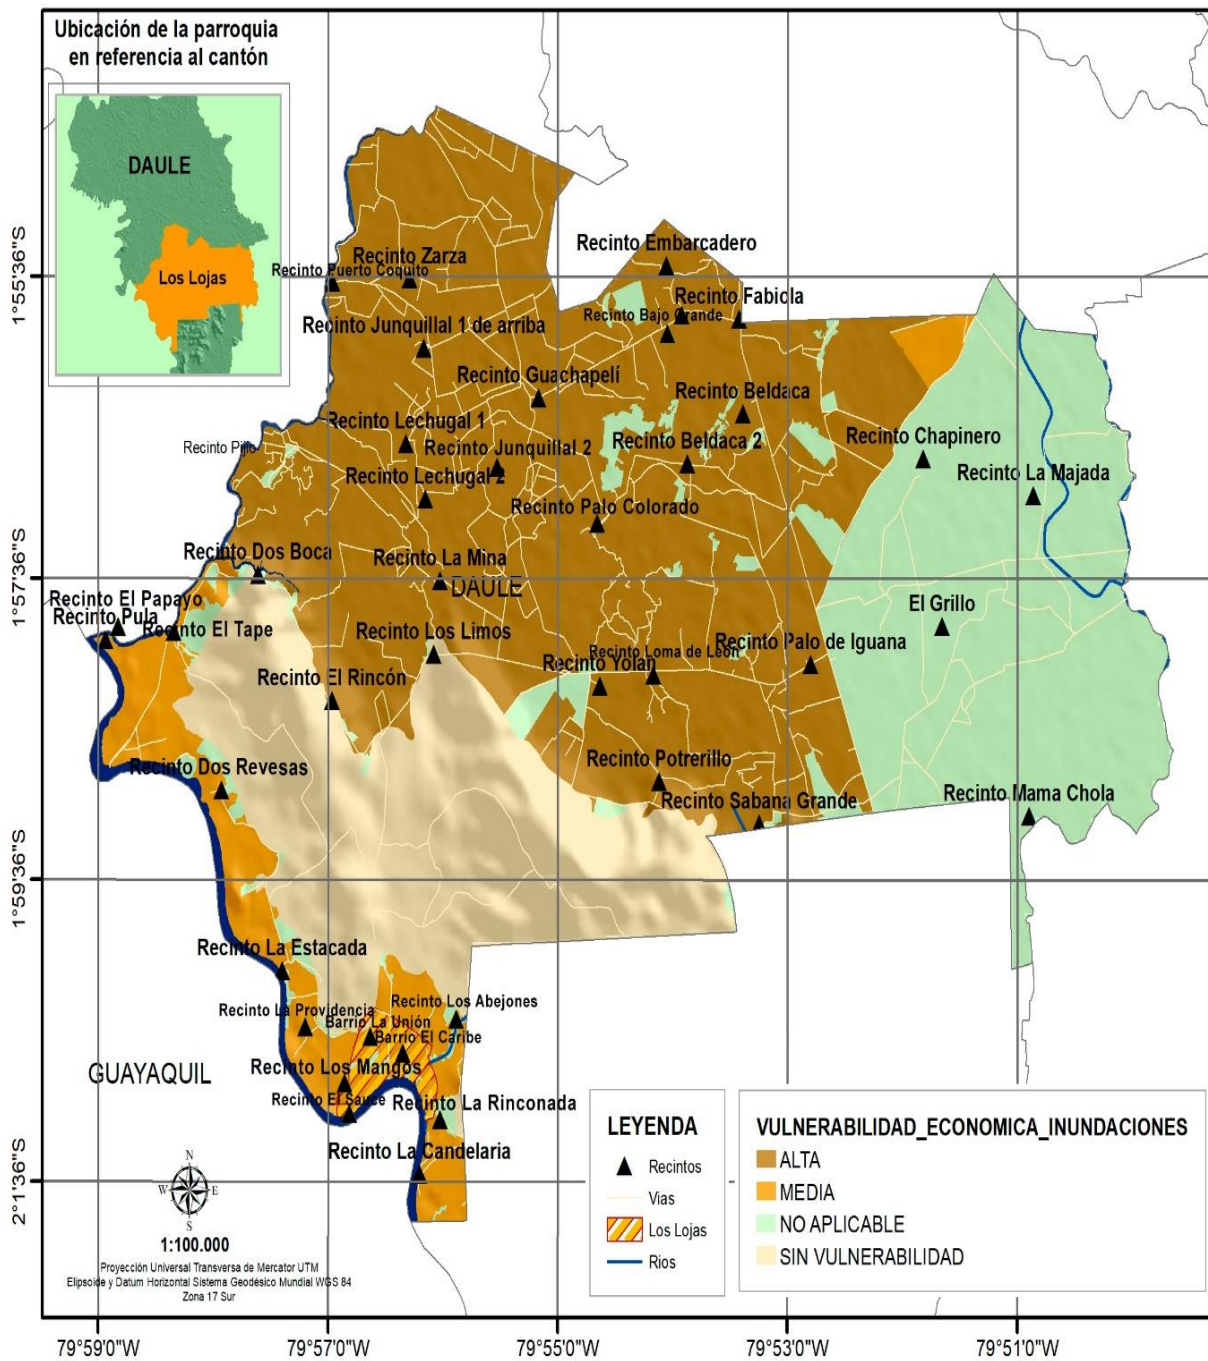 Ubicación de la parroquia
en referencia al cantón
DAULE
Los Lojas
1°55'36"S
1°57'36"S
1°59'36"S
2°1'36"S
Recinto Embarcadero
Recinto Zarza
Recinto Puerto Coquito
Recinto Fabiola
Recinto Bajo Grande
Recinto Junquillal 1 de arriba
Recinto Guachapelí
Recinto Beldaca
Recinto Lechugal 1
Recinto Pijio
Recinto Junquillal 2
Recinto Beldaca 2
Recinto Chapinero
Recinto Lechugal 2
Recinto La Majada
Recinto Palo Colorado
Recinto Dos Boca
Recinto La Mina
DAULE
Recinto El Papayo
Recinto Pula
Recinto El Tape
Recinto Los Limos
El Grillo
Recinto Palo de Iguana
Recinto Loma de León
Recinto Yolán
Recinto El Rincón
Recinto Dos Revesas
Recinto Potrerillo
Recinto Sabana Grande
Recinto Mama Chola
Recinto La Estacada
Recinto La Providencia
Recinto Los Abejones
Barrio La Unión
Barrio El Caribe
GUAYAQUIL
Recinto Los Mangos
Recinto El Sauce
Recinto La Rinconada
Recinto La Candelaria
N
W
E
S
1:100.000
Proyección Universal Transversa de Mercator UTM
Elipsoide y Datum Horizontal Sistema Geodésico Mundial WGS 84
Zona 17 Sur
LEYENDA
Recintos
Vias
Los Lojas
Rios
VULNERABILIDAD_ECONOMICA_INUNDACIONES
ALTA
MEDIA
NO APLICABLE
SIN VULNERABILIDAD
79°59'0"W
79°57'0"W
79°55'0"W
79°53'0"W
79°51'0"W